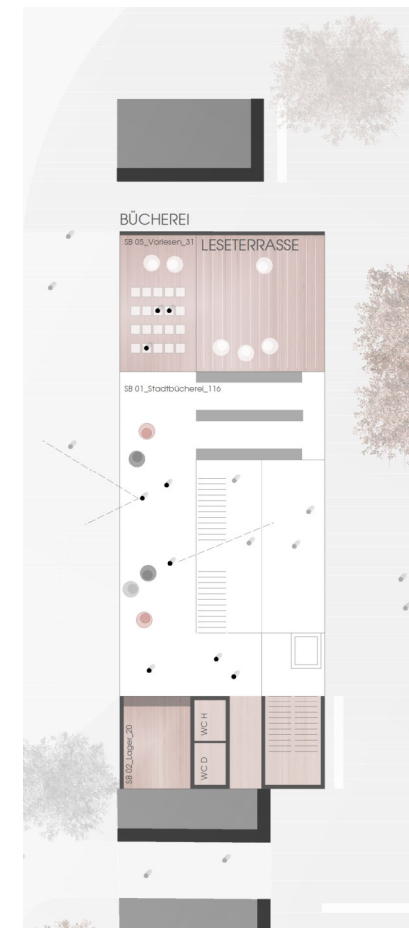 BÜCHEREI
SB 05_Vorlesen_31
LESETERRASSE
SB 01_Stadtbücherei_116
SB 02_Lager_20
WC H
WC D